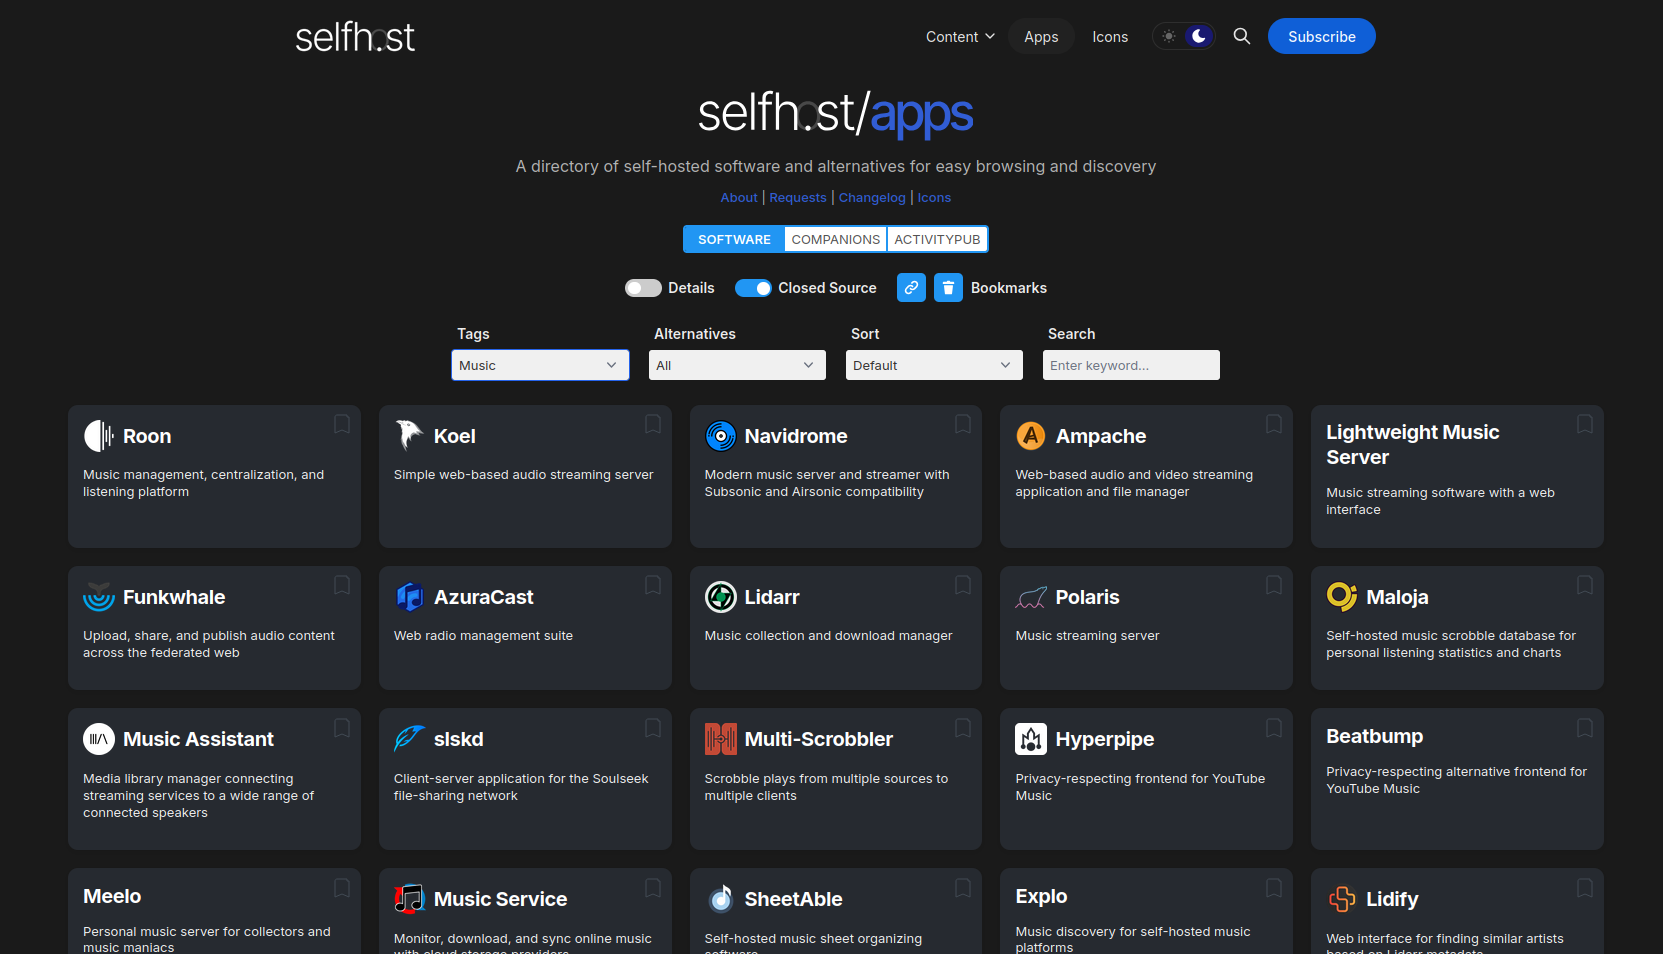 selfh.st
Content
Apps
Icons
Subscribe
selfh.st/apps
A directory of self-hosted software and alternatives for easy browsing and discovery
About | Requests | Changelog | Icons
SOFTWARE
COMPANIONS
ACTIVITYPUB
Details
Closed Source
Bookmarks
Tags
Alternatives
Sort
Search
Music
All
Default
Enter keyword...
Roon
Music management, centralization, and
listening platform
Koel
Simple web-based audio streaming server
Navidrome
Modern music server and streamer with
Subsonic and Airsonic compatibility
Ampache
Web-based audio and video streaming
application and file manager
Lightweight Music
Server
Music streaming software with a web
interface
Funkwhale
Upload, share, and publish audio content
across the federated web
AzuraCast
Web radio management suite
Lidarr
Music collection and download manager
Polaris
Music streaming server
Maloja
Self-hosted music scrobble database for
personal listening statistics and charts
Music Assistant
Media library manager connecting
streaming services to a wide range of
connected speakers
slskd
Client-server application for the Soulseek
file-sharing network
Multi-Scrobbler
Scrobble plays from multiple sources to
multiple clients
Hyperpipe
Privacy-respecting frontend for YouTube
Music
Beatbump
Privacy-respecting alternative frontend for
YouTube Music
Meelo
Personal music server for collectors and
music maniacs
Music Service
Monitor, download, and sync online music
with cloud storage providers
SheetAble
Self-hosted music sheet organizing
software
Explo
Music discovery for self-hosted music
platforms
Lidify
Web interface for finding similar artists
based on Lidarr metadata